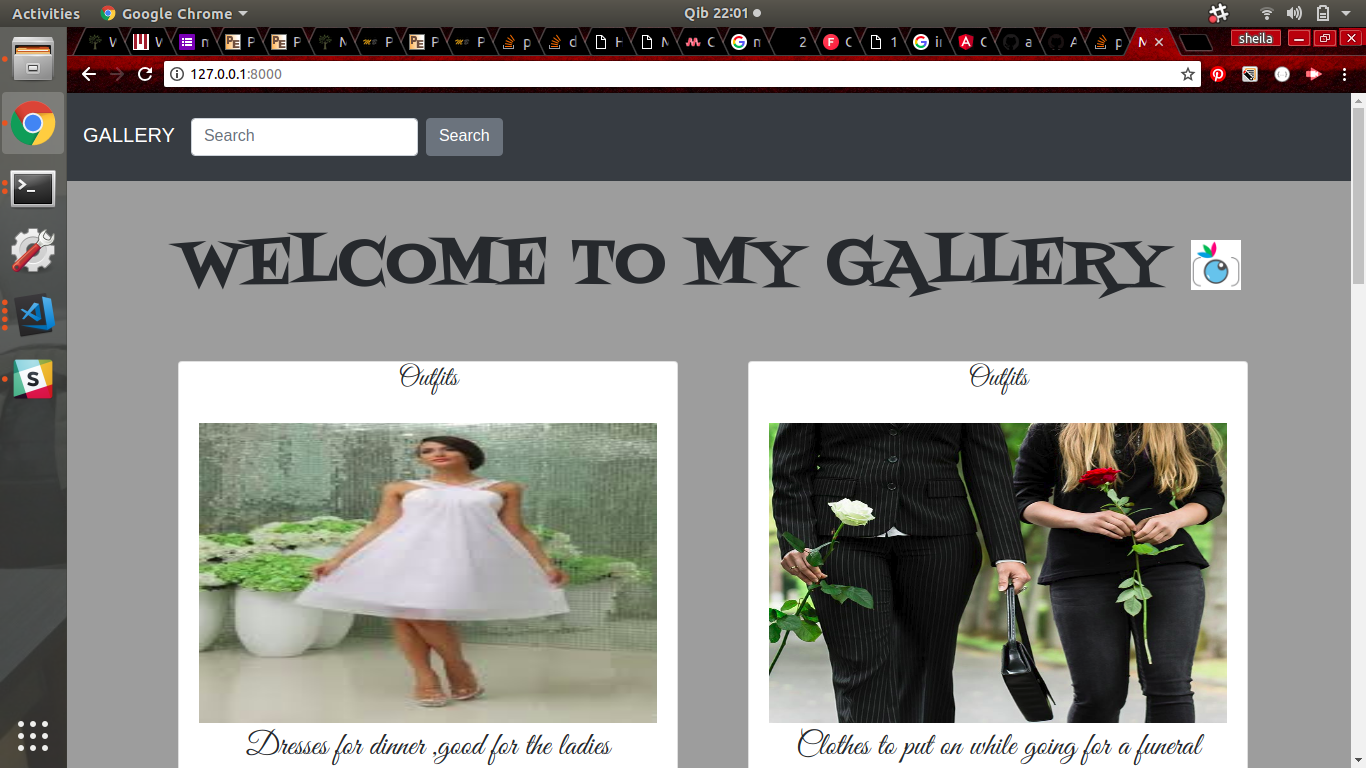 Activities Google Chrome Qib 22:01
sheila
127.0.0.1:8000
GALLERY Search Search
WELCOME TO MY GALLERY
Outfits Outfits
Dresses for dinner ,good for the ladies Clothes to put on while going for a funeral